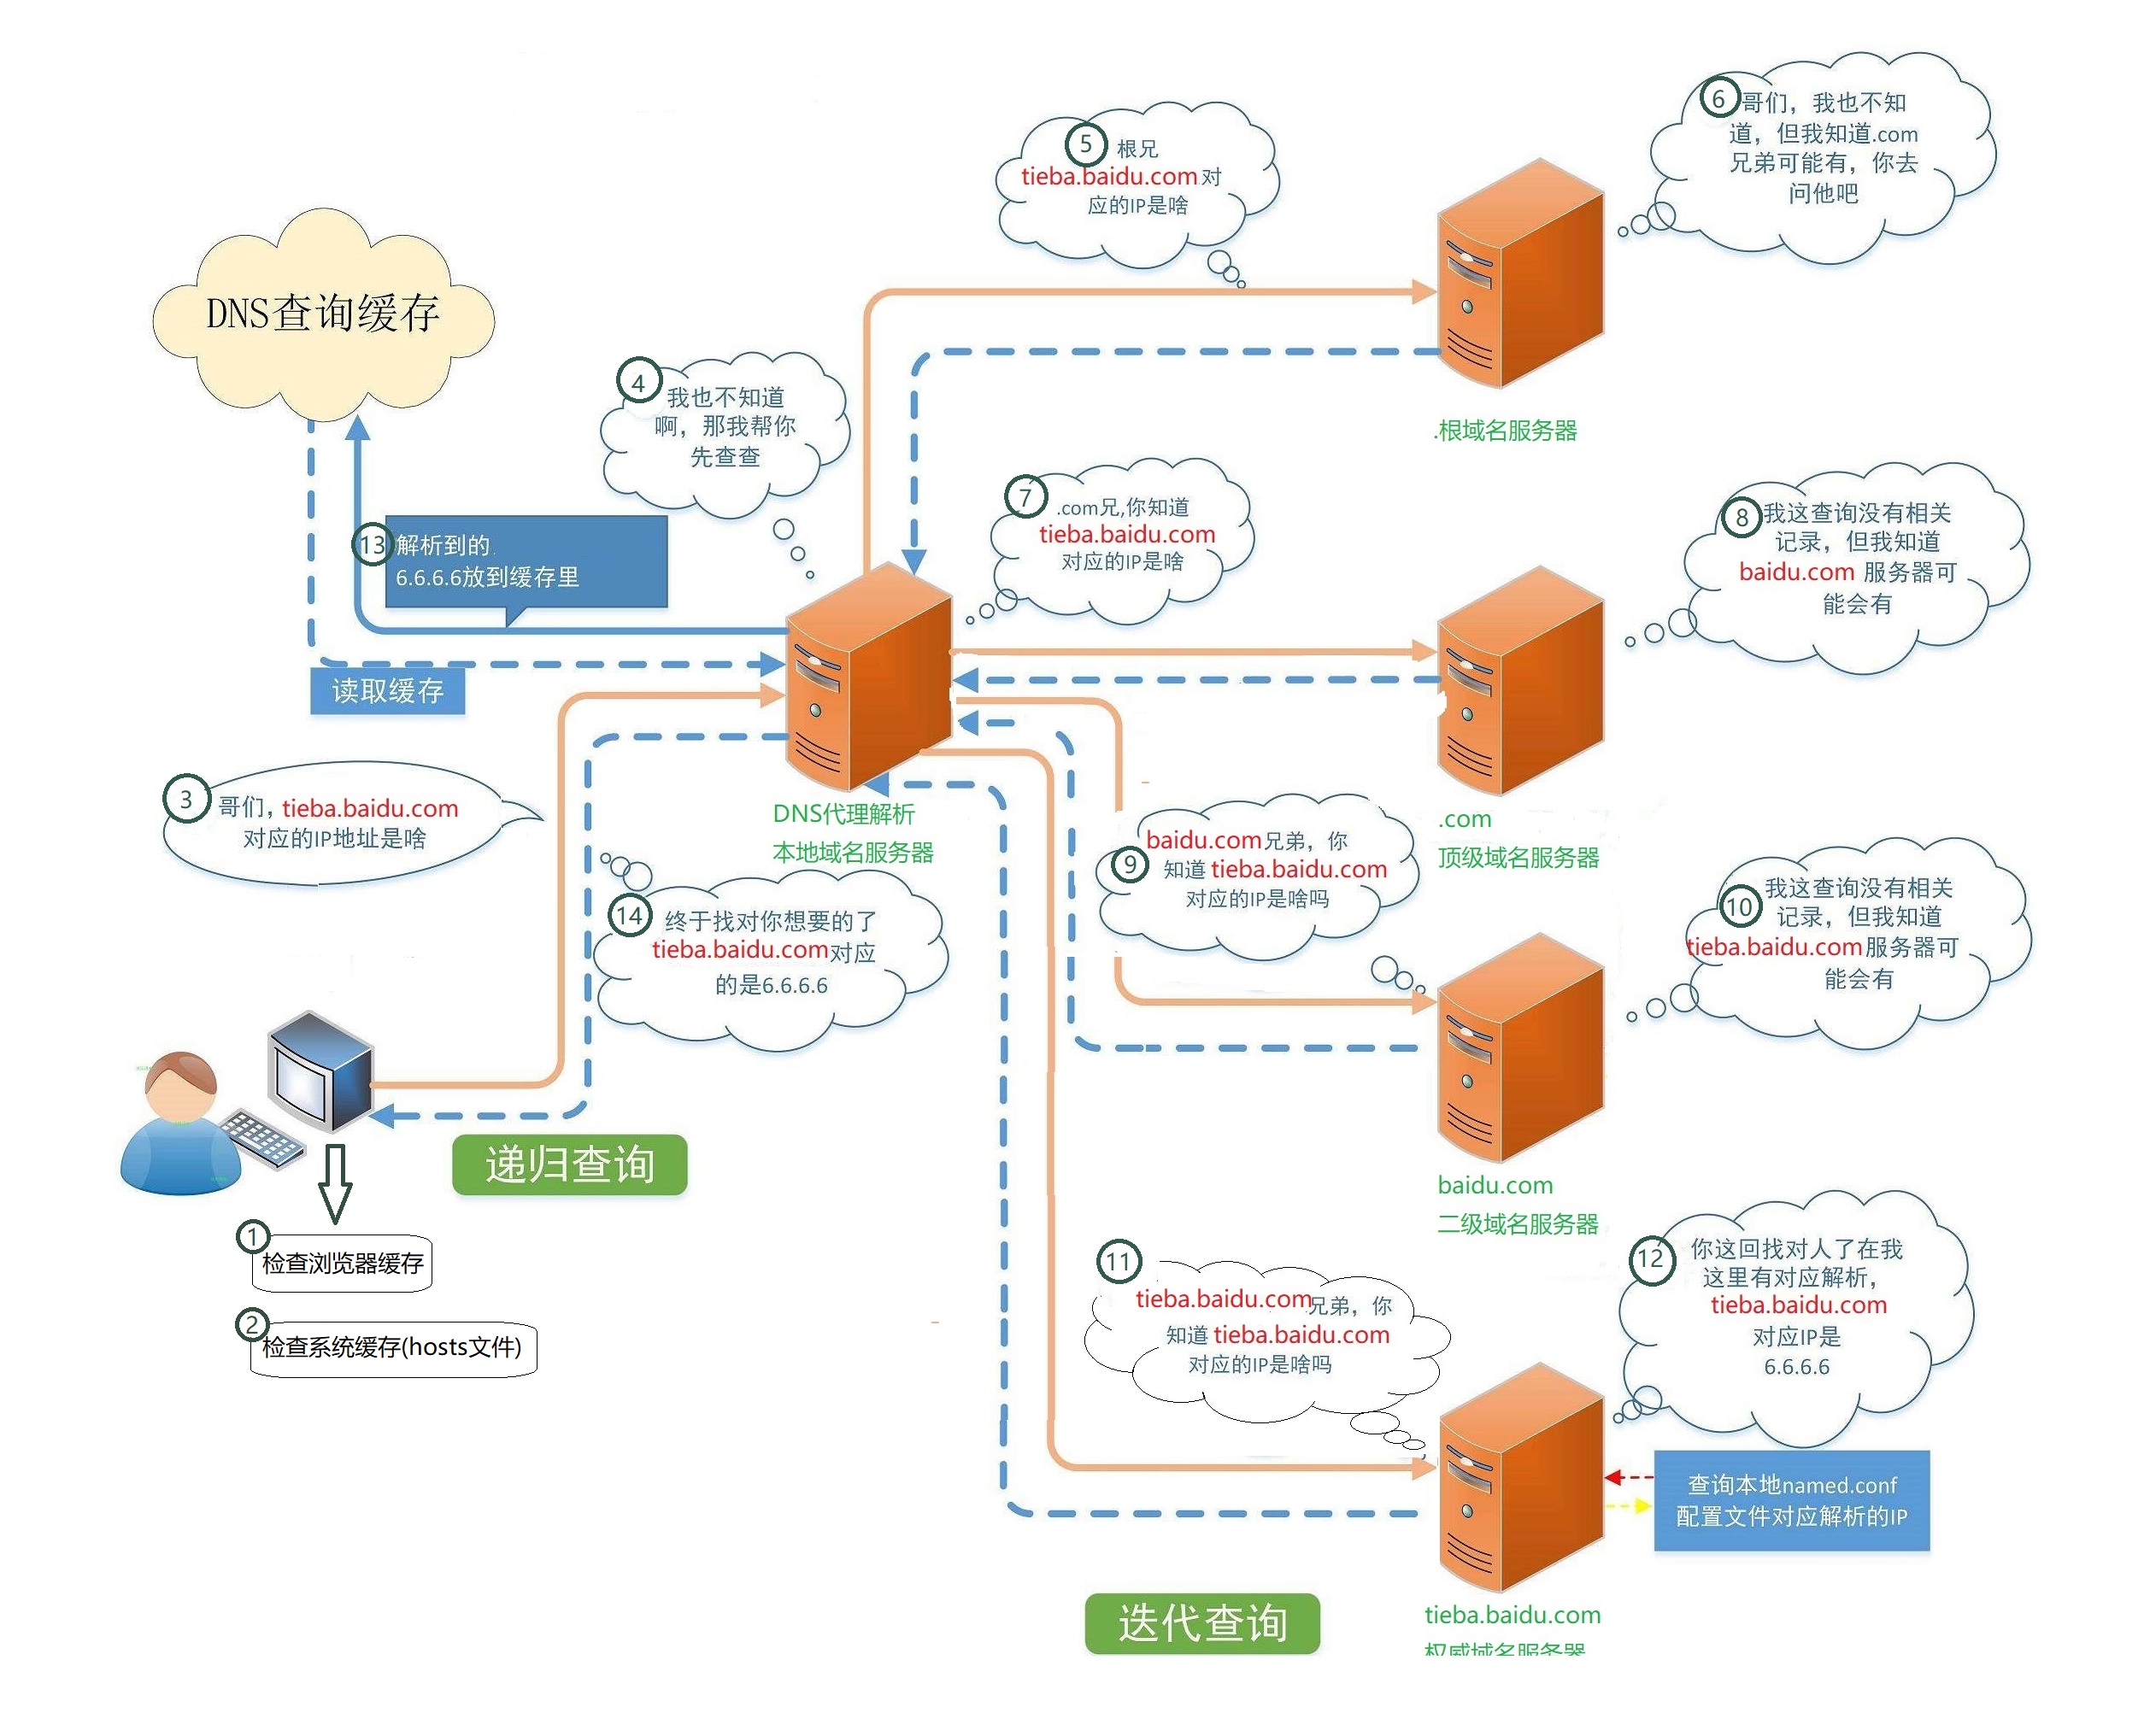 DNS查询缓存
13
解析到的
6.6.6.6放到缓存里
读取缓存
3
哥们,tieba.baidu.com
对应的IP地址是啥
递归查询
1
检查浏览器缓存
2
检查系统缓存(hosts文件)
4
我也不知道
啊，那我帮你
先查查
DNS代理解析
本地域名服务器
14
终于找对你想要的了
tieba.baidu.com对应
的是6.6.6.6
5
根兄
tieba.baidu.com对
应的IP是啥
6
哥们，我也不知
道，但我知道.com
兄弟可能有，你去
问他吧
.根域名服务器
7
.com兄,你知道
tieba.baidu.com
对应的IP是啥
8
我这查询没有相关
记录，但我知道
baidu.com 服务器可
能会有
.com
顶级域名服务器
9
baidu.com兄弟，你
知道 tieba.baidu.com
对应的IP是啥吗
10
我这查询没有相关
记录，但我知道
tieba.baidu.com服务器可
能会有
baidu.com
二级域名服务器
11
tieba.baidu.com兄弟，你
知道 tieba.baidu.com
对应的IP是啥吗
12
你这回找对人了在我
这里有对应解析，
tieba.baidu.com
对应IP是
6.6.6.6
查询本地named.conf
配置文件对应解析的IP
迭代查询
tieba.baidu.com
权威域名服务器